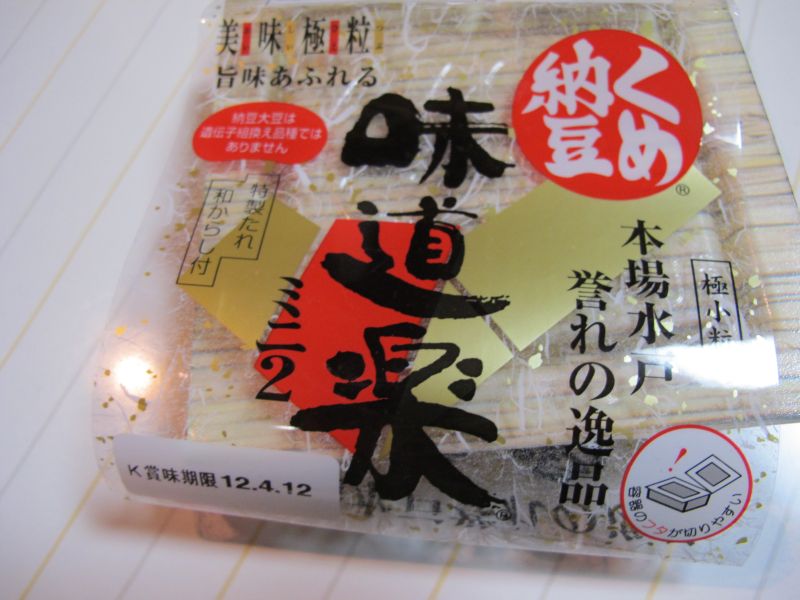 美味極粒
旨味あふれる
納豆大豆は
遺伝子組換え品種では
ありません
特製たれ
和からし付
味道楽
®
ミニ2
くめ
納豆
®
本場水戸
誉れの逸品
極小粒
!
容器のフタが切りやすい
K 賞味期限 12.4.12